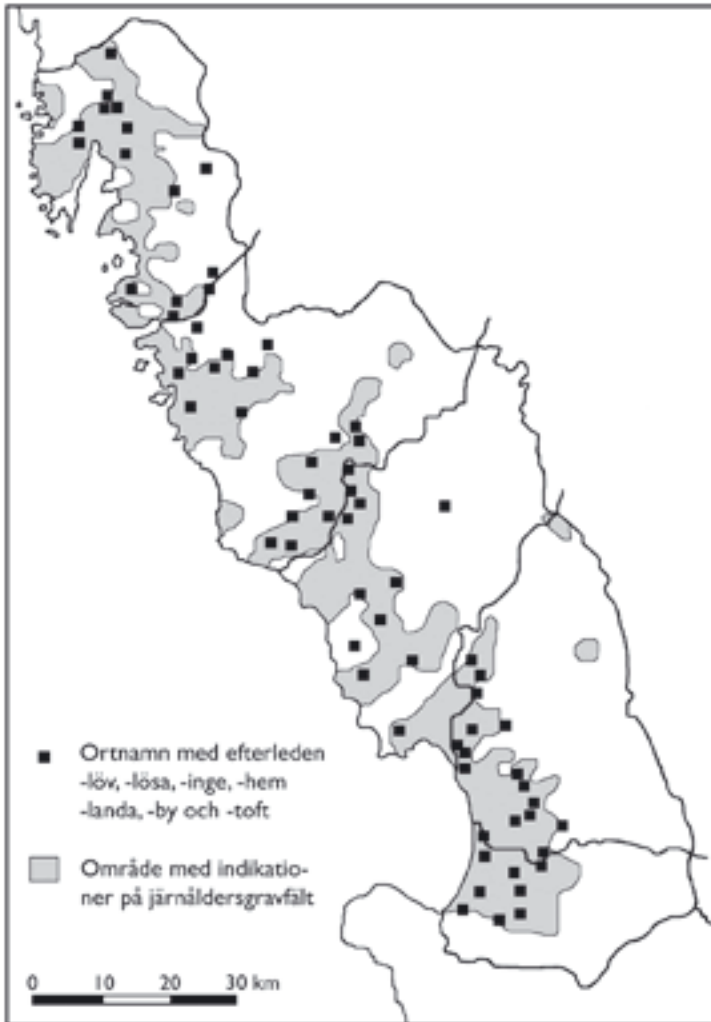 Ortnamn med efterleden
-löv, -lösa, -inge, -hem
-landa, -by och -toft
Område med indikatio-
ner på järnåldersgravfält
0 10 20 30 km